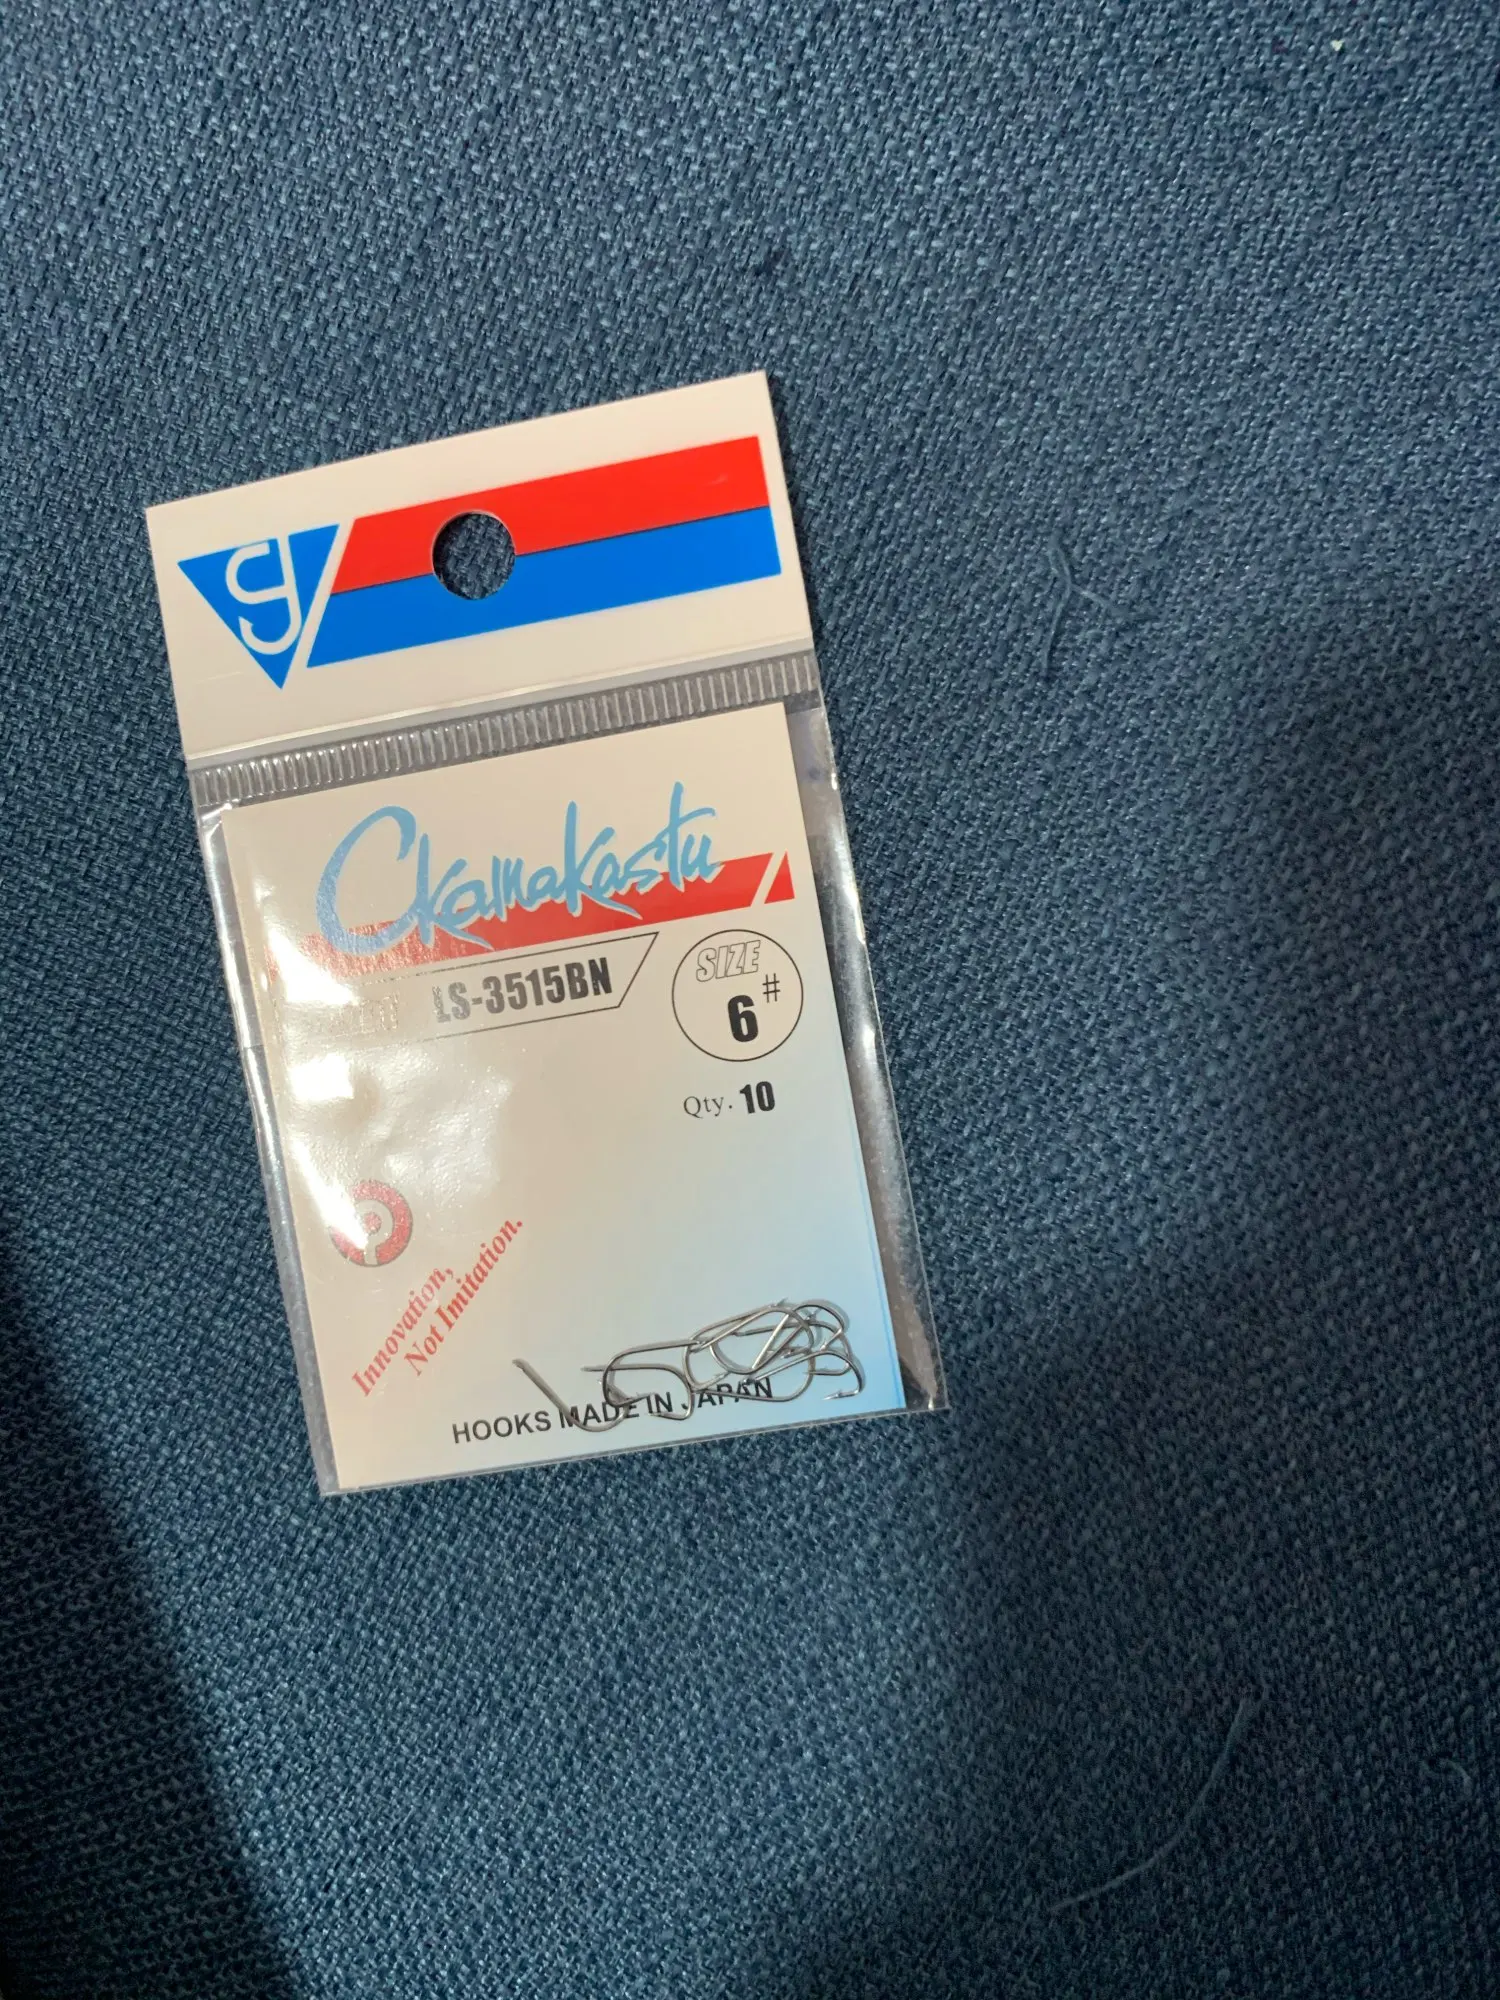 g
Ckamakastu
LS-3515BN
SIZE
6#
Qty. 10
Innovation,
Not Imitation.
HOOKS MADE IN JAPAN